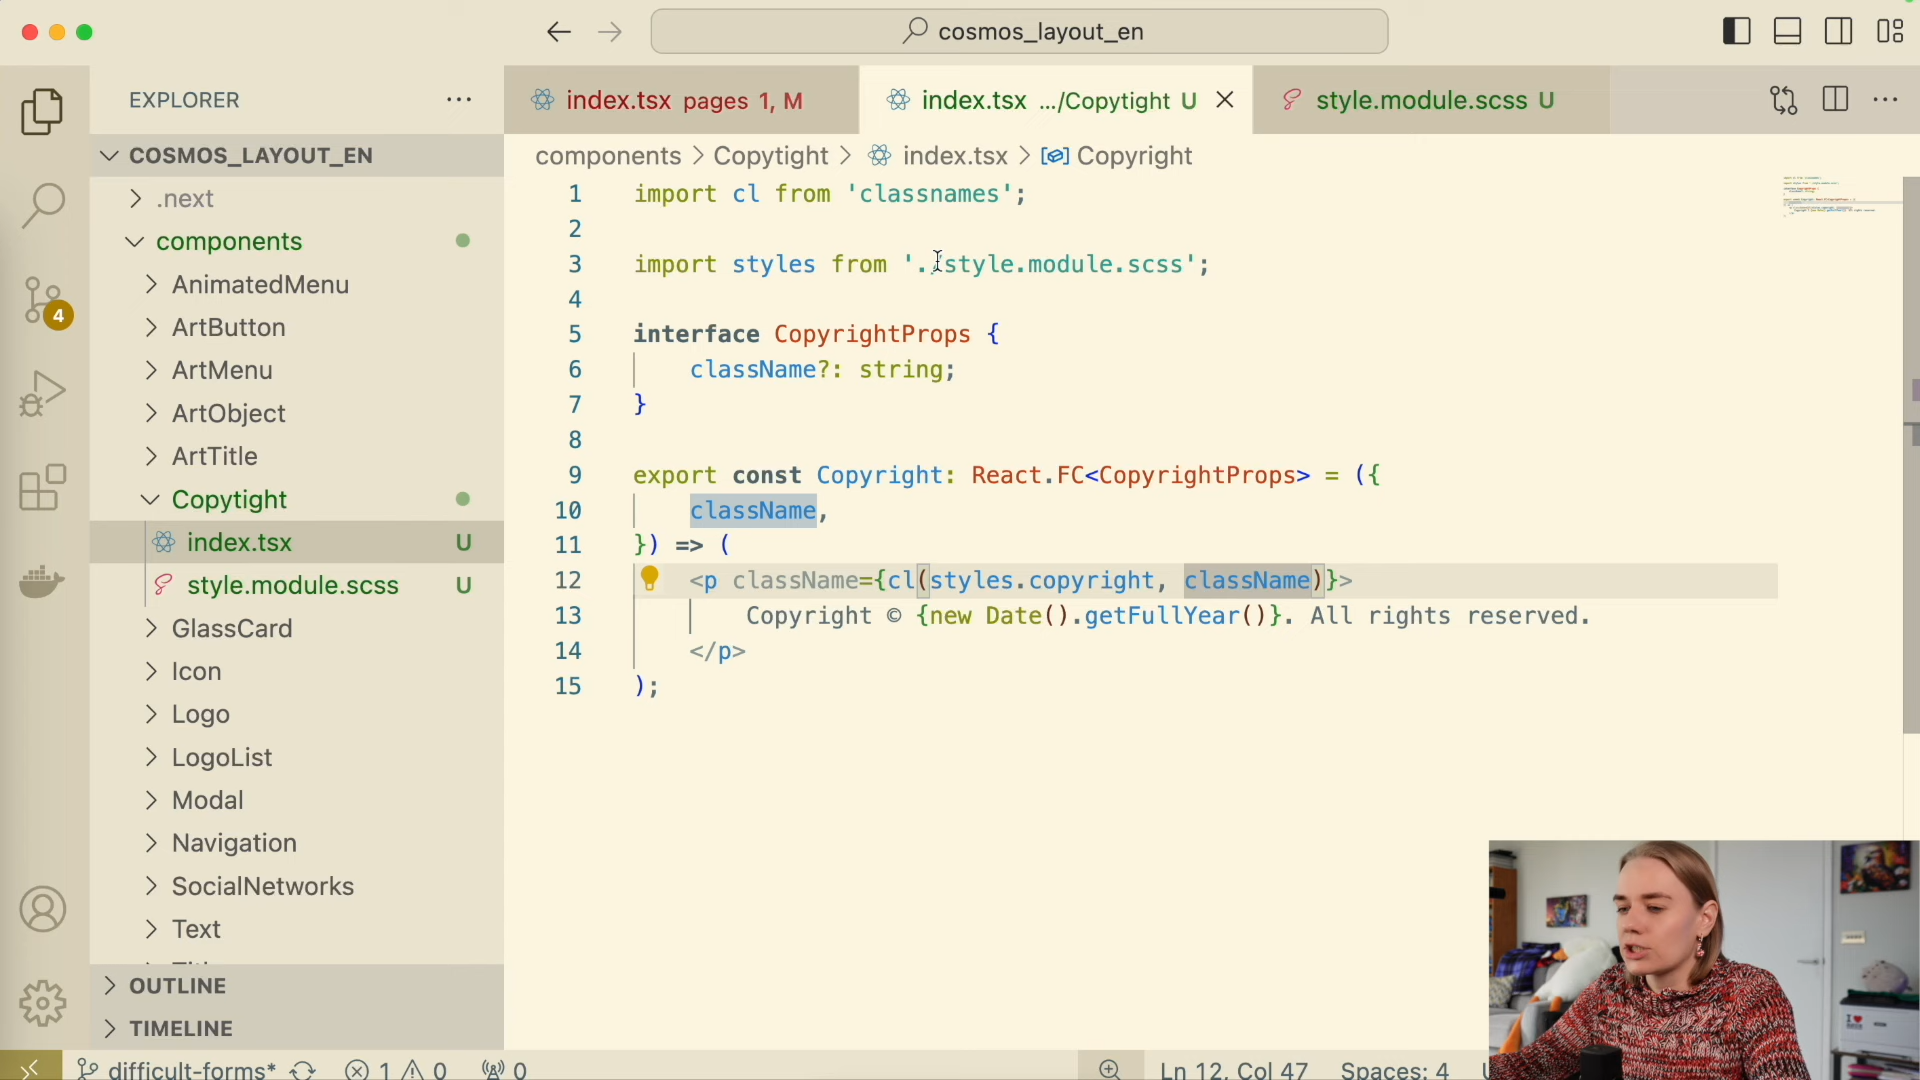 cosmos_layout_en
EXPLORER
COSMOS_LAYOUT_EN
.next
components
AnimatedMenu
ArtButton
ArtMenu
ArtObject
ArtTitle
Copytight
index.tsx U
style.module.scss U
GlassCard
Icon
Logo
LogoList
Modal
Navigation
SocialNetworks
Text
OUTLINE
TIMELINE
4
index.tsx pages 1, M
index.tsx .../Copytight U
style.module.scss U
components > Copytight > index.tsx > Copyright
1 import cl from 'classnames';
2
3 import styles from './style.module.scss';
4
5 interface CopyrightProps {
6 className?: string;
7 }
8
9 export const Copyright: React.FC<CopyrightProps> = ({
10 className,
11 }) => (
12 <p className={cl(styles.copyright, className)}>
13 Copyright © {new Date().getFullYear()}. All rights reserved.
14 </p>
15 );
difficult-forms* 1 0 0
Ln 12, Col 47 Spaces: 4